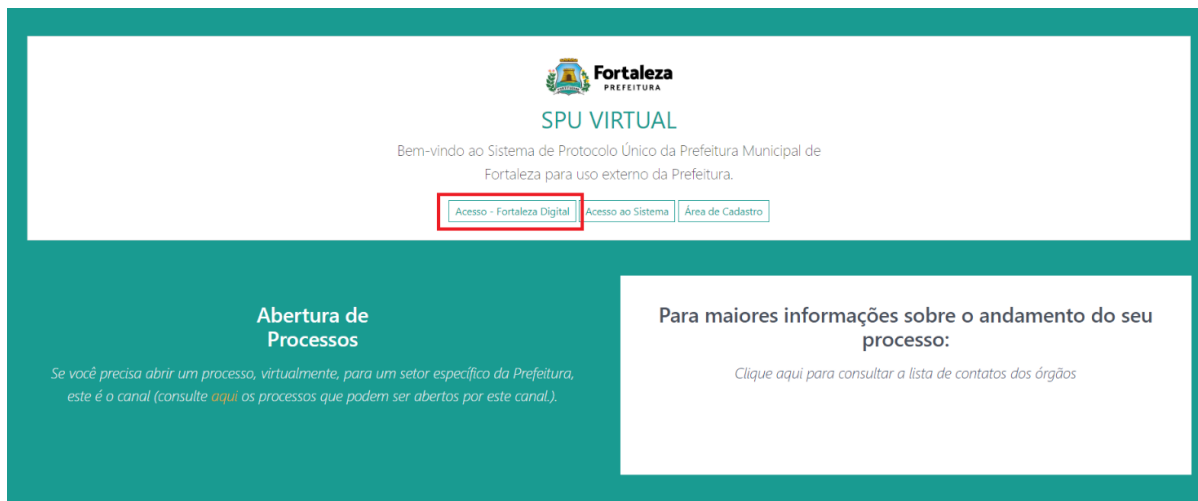 Fortaleza
PREFEITURA
SPU VIRTUAL
Bem-vindo ao Sistema de Protocolo Único da Prefeitura Municipal de
Fortaleza para uso externo da Prefeitura.
Acesso - Fortaleza Digital Acesso ao Sistema Área de Cadastro
Abertura de
Processos
Se você precisa abrir um processo, virtualmente, para um setor específico da Prefeitura,
este é o canal (consulte aqui os processos que podem ser abertos por este canal.).
Para maiores informações sobre o andamento do seu
processo:
Clique aqui para consultar a lista de contatos dos órgãos